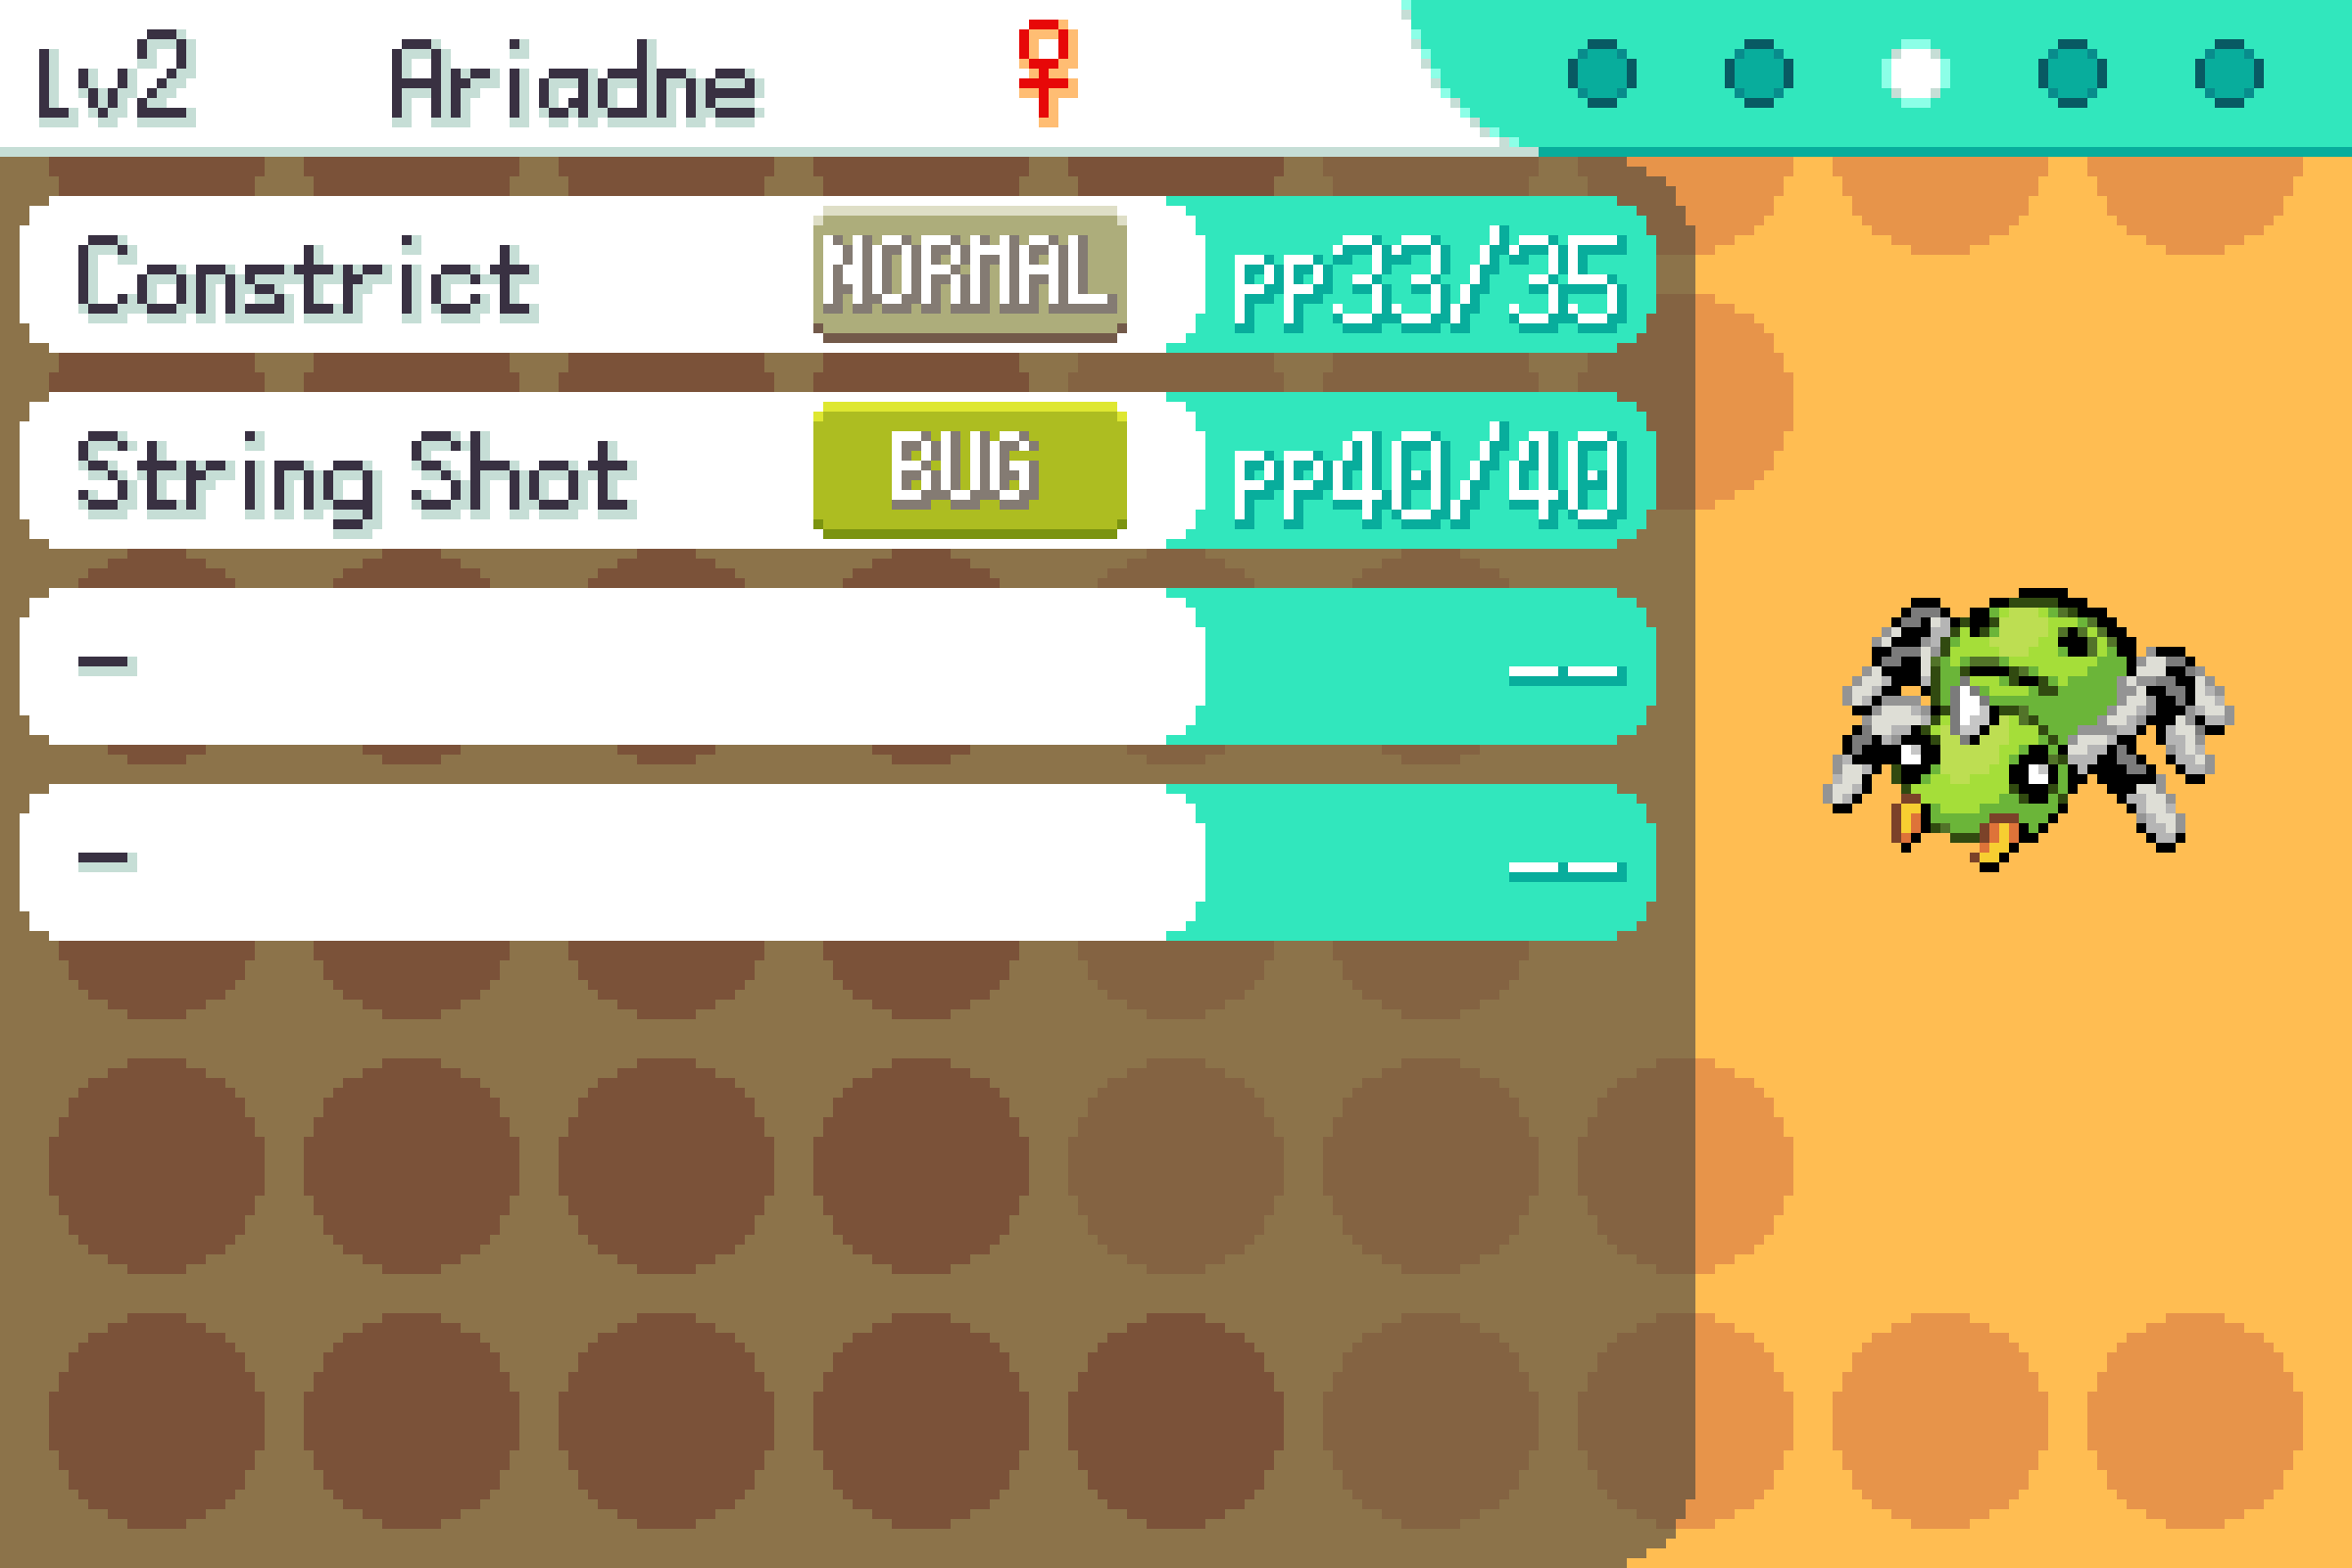 Lv2 Ariadne ♀
Constrict NORMAL PP33/35
String Shot BUG PP40/40
– --
– --